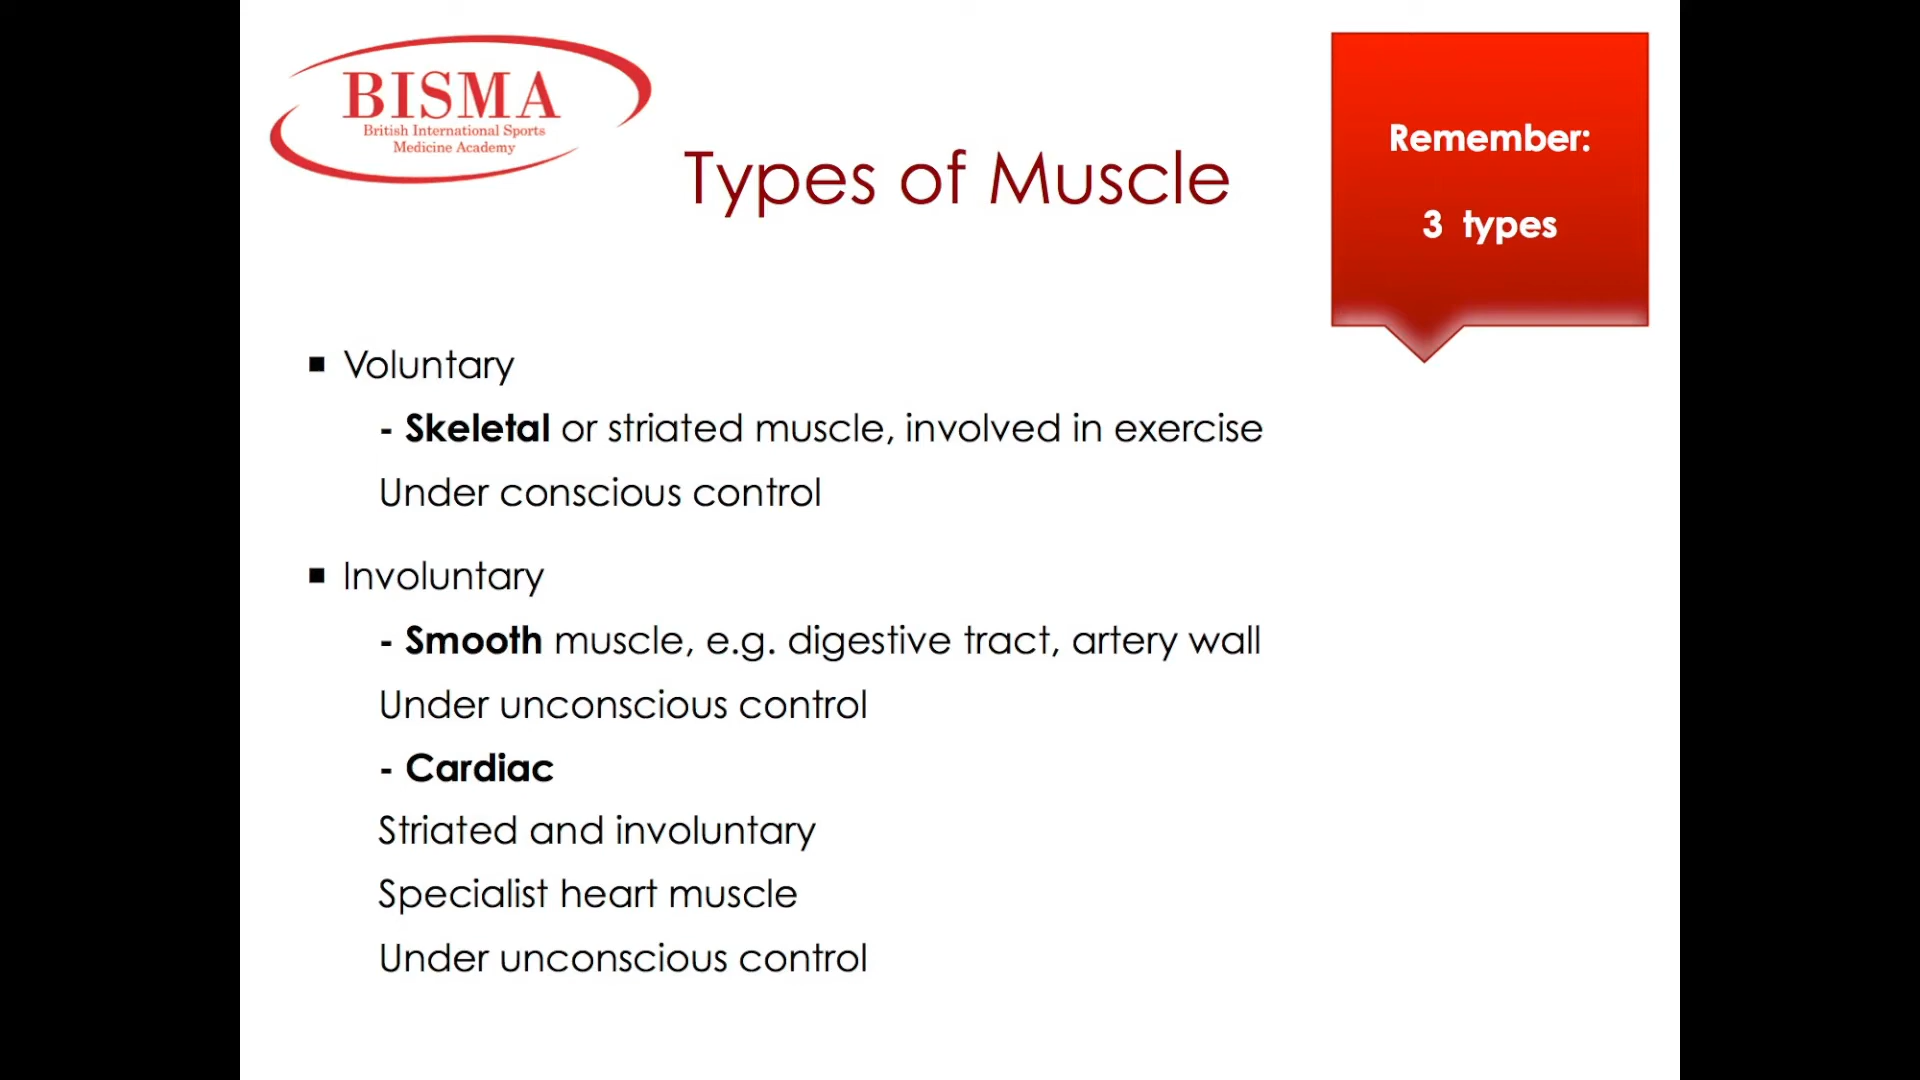 BISMA
British International Sports
Medicine Academy
Types of Muscle
Remember:
3 types
▪ Voluntary
- Skeletal or striated muscle, involved in exercise
Under conscious control
▪ Involuntary
- Smooth muscle, e.g. digestive tract, artery wall
Under unconscious control
- Cardiac
Striated and involuntary
Specialist heart muscle
Under unconscious control